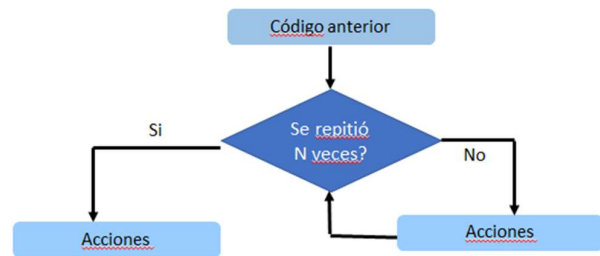 Código anterior
Se repitió
N veces?
Si
No
Acciones
Acciones